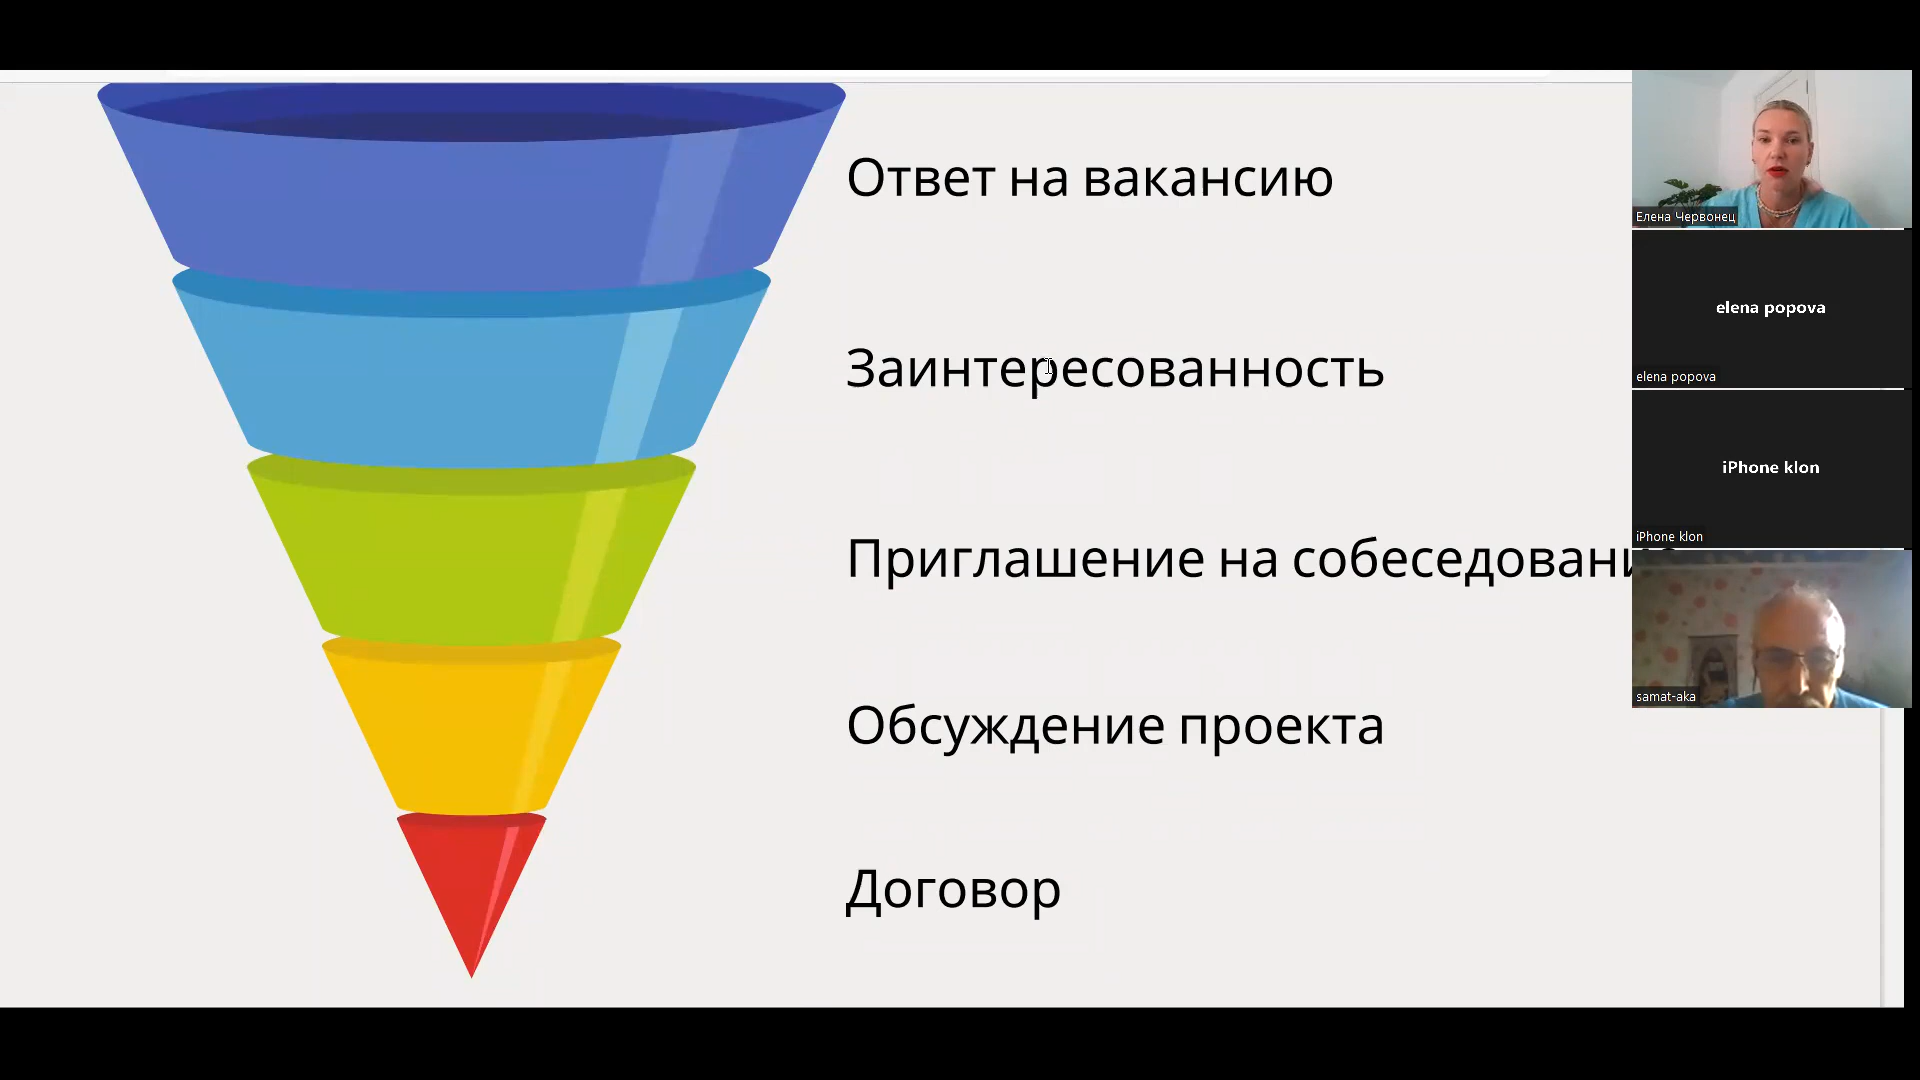 Ответ на вакансию
Заинтересованность
Приглашение на
Обсуждение проекта
Договор
Елена Червонец
elena popova
elena popova
iPhone klon
iPhone klon
samat-aka